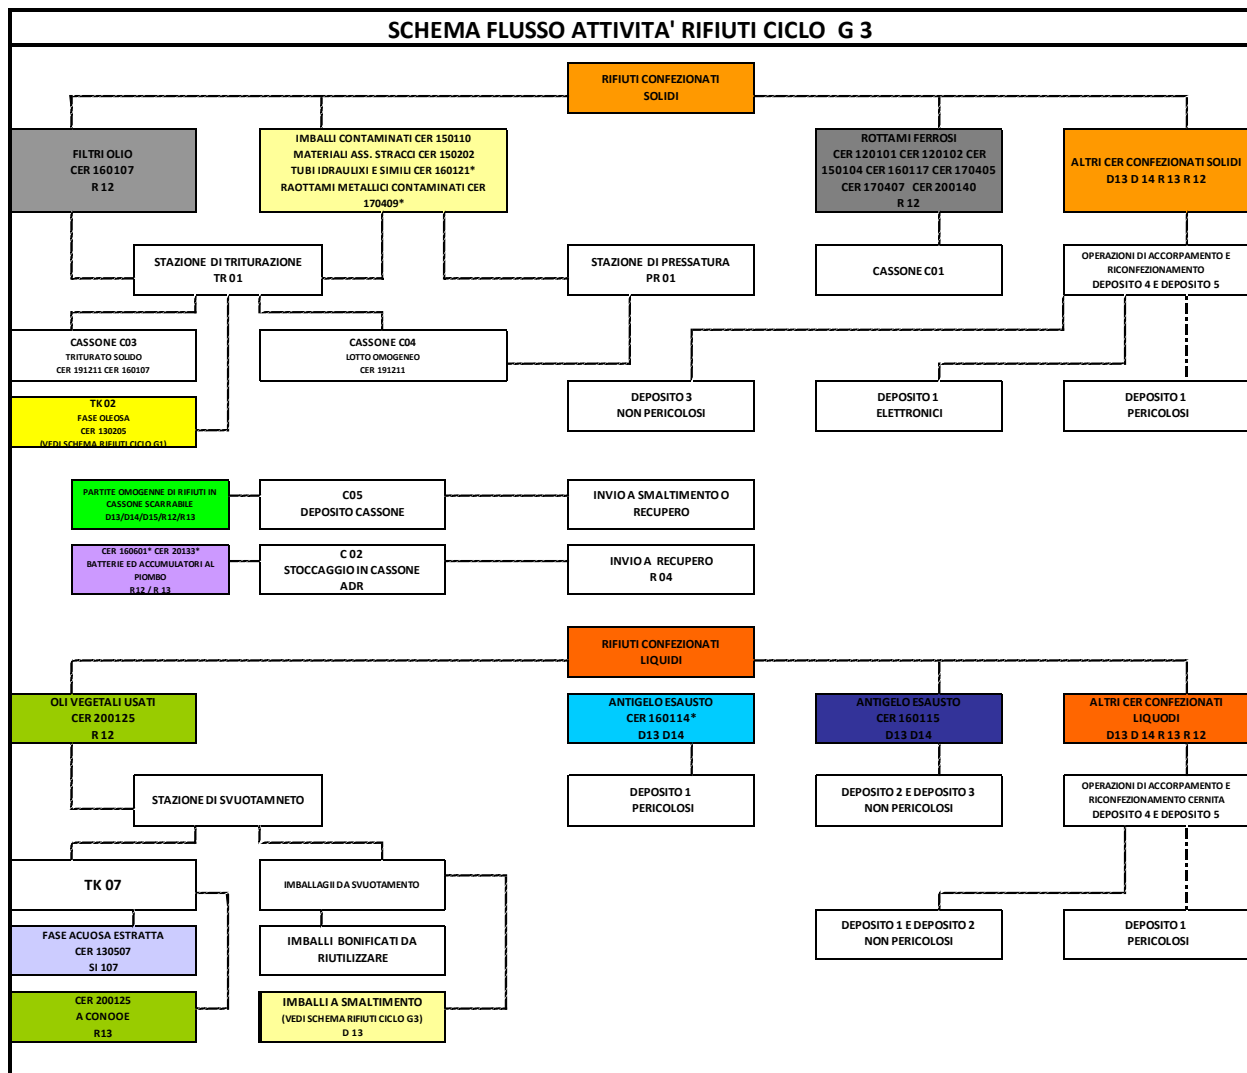 SCHEMA FLUSSO ATTIVITA' RIFIUTI CICLO G 3
RIFIUTI CONFEZIONATI
SOLIDI
FILTRI OLIO
CER 160107
R 12
IMBALLI CONTAMINATI CER 150110
MATERIALI ASS. STRACCI CER 150202
TUBI IDRAULIXI E SIMILI CER 160121*
RAOTTAMI METALLICI CONTAMINATI CER
170409*
ROTTAMI FERROSI
CER 120101 CER 120102 CER
150104 CER 160117 CER 170405
CER 170407 CER 200140
R 12
ALTRI CER CONFEZIONATI SOLIDI
D13 D 14 R 13 R 12
STAZIONE DI TRITURAZIONE
TR 01
STAZIONE DI PRESSATURA
PR 01
CASSONE C01
OPERAZIONI DI ACCORPAMENTO E
RICONFEZIONAMENTO
DEPOSITO 4 E DEPOSITO 5
CASSONE C03
TRITURATO SOLIDO
CER 191211 CER 160107
CASSONE C04
LOTTO OMOGENEO
CER 191211
DEPOSITO 3
NON PERICOLOSI
DEPOSITO 1
ELETTRONICI
DEPOSITO 1
PERICOLOSI
TK 02
FASE OLEOSA
CER 130205
(VEDI SCHEMA RIFIUTI CICLO G1)
PARTITE OMOGENNE DI RIFIUTI IN
CASSONE SCARRABILE
D13/D14/D15/R12/R13
C05
DEPOSITO CASSONE
INVIO A SMALTIMENTO O
RECUPERO
CER 160601* CER 20133*
BATTERIE ED ACCUMULATORI AL
PIOMBO
R12 / R 13
C 02
STOCCAGGIO IN CASSONE
ADR
INVIO A RECUPERO
R 04
RIFIUTI CONFEZIONATI
LIQUIDI
OLI VEGETALI USATI
CER 200125
R 12
ANTIGELO ESAUSTO
CER 160114*
D13 D14
ANTIGELO ESAUSTO
CER 160115
D13 D14
ALTRI CER CONFEZIONATI
LIQUODI
D13 D 14 R 13 R 12
STAZIONE DI SVUOTAMNETO
DEPOSITO 1
PERICOLOSI
DEPOSITO 2 E DEPOSITO 3
NON PERICOLOSI
OPERAZIONI DI ACCORPAMENTO E
RICONFEZIONAMENTO CERNITA
DEPOSITO 4 E DEPOSITO 5
TK 07
IMBALLAGII DA SVUOTAMENTO
FASE ACUOSA ESTRATTA
CER 130507
SI 107
IMBALLI BONIFICATI DA
RIUTILIZZARE
DEPOSITO 1 E DEPOSITO 2
NON PERICOLOSI
DEPOSITO 1
PERICOLOSI
CER 200125
A CONOOE
R13
IMBALLI A SMALTIMENTO
(VEDI SCHEMA RIFIUTI CICLO G3)
D 13